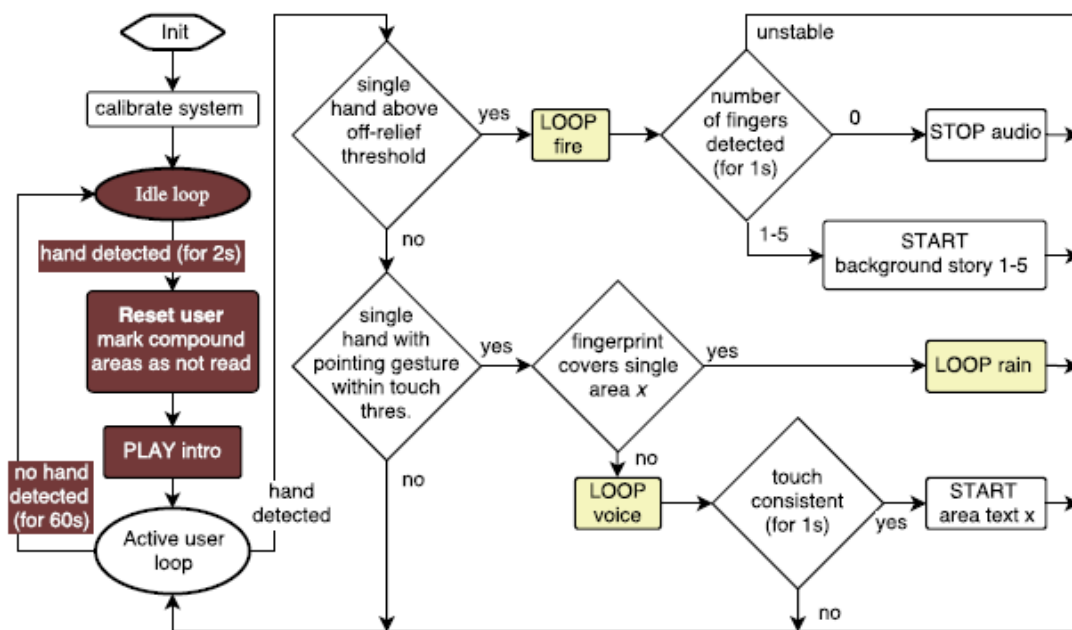 Init
calibrate system
Idle loop
hand detected (for 2s)
Reset user
mark compound
areas as not read
PLAY intro
no hand
detected
(for 60s)
Active user
loop
hand
detected
single
hand above
off-relief
threshold
yes
no
LOOP
fire
number
of fingers
detected
(for 1s)
unstable
0
STOP audio
1-5
START
background story 1-5
single
hand with
pointing gesture
within touch
thres.
yes
no
fingerprint
covers single
area x
yes
LOOP rain
no
LOOP
voice
touch
consistent
(for 1s)
yes
START
area text x
no